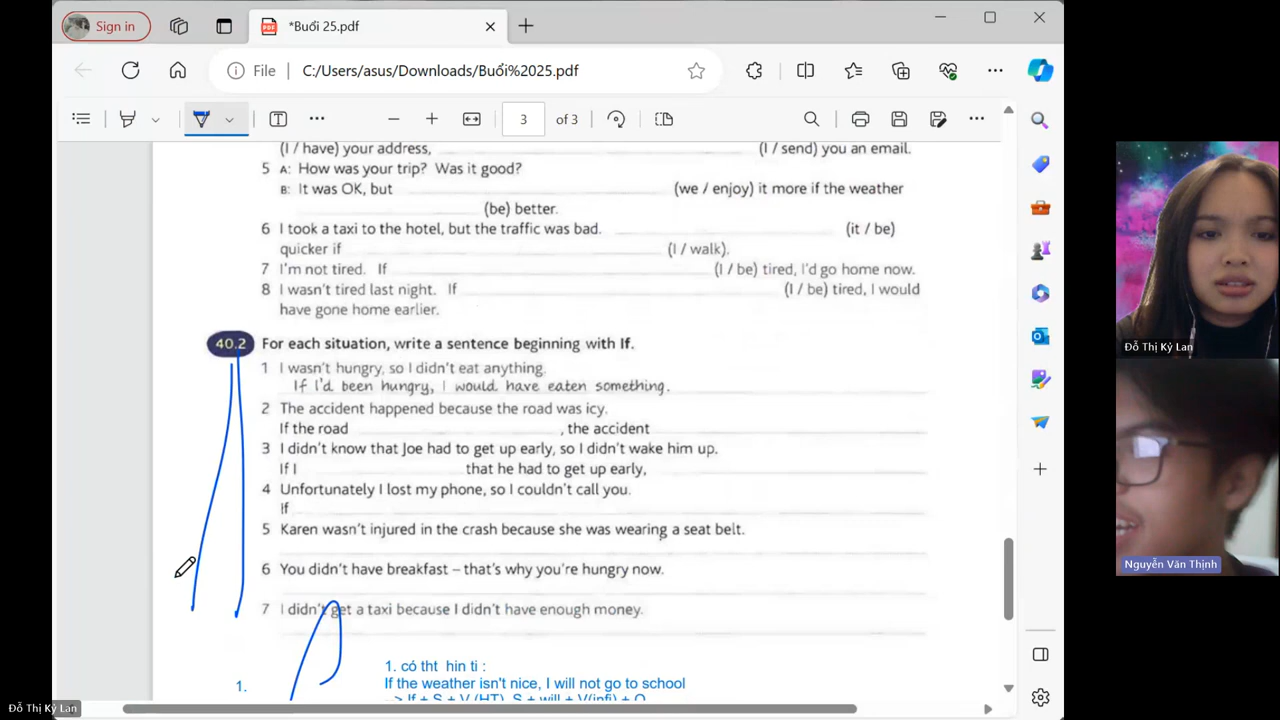 Sign in
*Buổi 25.pdf
File C:/Users/asus/Downloads/Buổi%2025.pdf
3 of 3
(I / have) your address, (I / send) you an email.
5 A: How was your trip? Was it good?
B: It was OK, but (we / enjoy) it more if the weather
(be) better.
6 I took a taxi to the hotel, but the traffic was bad. (it / be)
quicker if (I / walk).
7 I'm not tired. If (I / be) tired, I'd go home now.
8 I wasn't tired last night. If (I / be) tired, I would
have gone home earlier.
40.2 For each situation, write a sentence beginning with If.
1 I wasn't hungry, so I didn't eat anything.
If I'd been hungry, I would have eaten something.
2 The accident happened because the road was icy.
If the road , the accident
3 I didn't know that Joe had to get up early, so I didn't wake him up.
If I that he had to get up early,
4 Unfortunately I lost my phone, so I couldn't call you.
If
5 Karen wasn't injured in the crash because she was wearing a seat belt.
6 You didn't have breakfast – that's why you're hungry now.
7 I didn't get a taxi because I didn't have enough money.
1. có tht hin ti :
1. If the weather isn't nice, I will not go to school
--> If + S + V (HT), S + will + V(infi) + O
Đỗ Thị Kỳ Lan
Nguyễn Văn Thịnh
Đỗ Thị Kỳ Lan